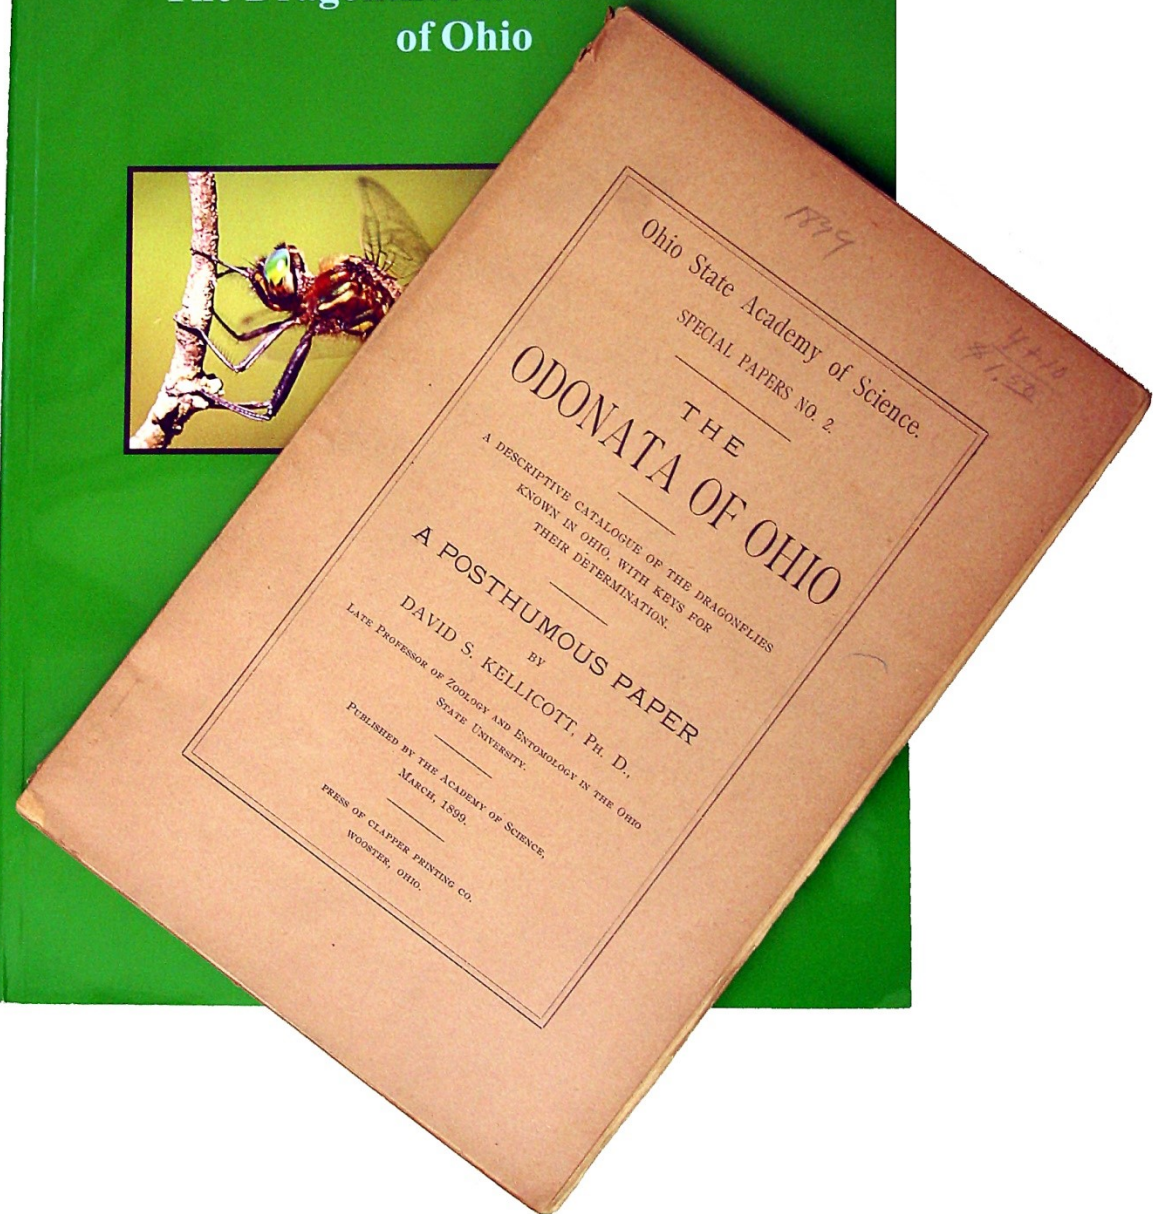 of Ohio
1899
Ohio State Academy of Science.
SPECIAL PAPERS NO. 2.
THE
ODONATA OF OHIO
A DESCRIPTIVE CATALOGUE OF THE DRAGONFLIES
KNOWN IN OHIO, WITH KEYS FOR
THEIR DETERMINATION.
A POSTHUMOUS PAPER
BY
DAVID S. KELLICOTT, PH. D.,
LATE PROFESSOR OF ZOOLOGY AND ENTOMOLOGY IN THE OHIO
STATE UNIVERSITY.
PUBLISHED BY THE ACADEMY OF SCIENCE,
MARCH, 1899.
PRESS OF CLAPPER PRINTING CO.
WOOSTER, OHIO.